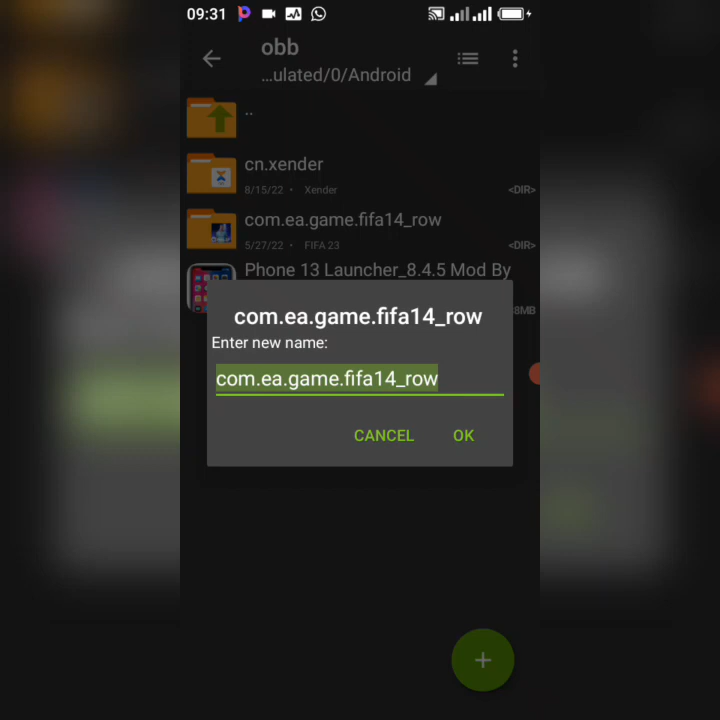 09:31
obb
...ulated/0/Android
..
cn.xender
8/15/22 • Xender <DIR>
com.ea.game.fifa14_row
5/27/22 • FIFA 23 <DIR>
Phone 13 Launcher_8.4.5 Mod By
8MB
com.ea.game.fifa14_row
Enter new name:
com.ea.game.fifa14_row
CANCEL OK